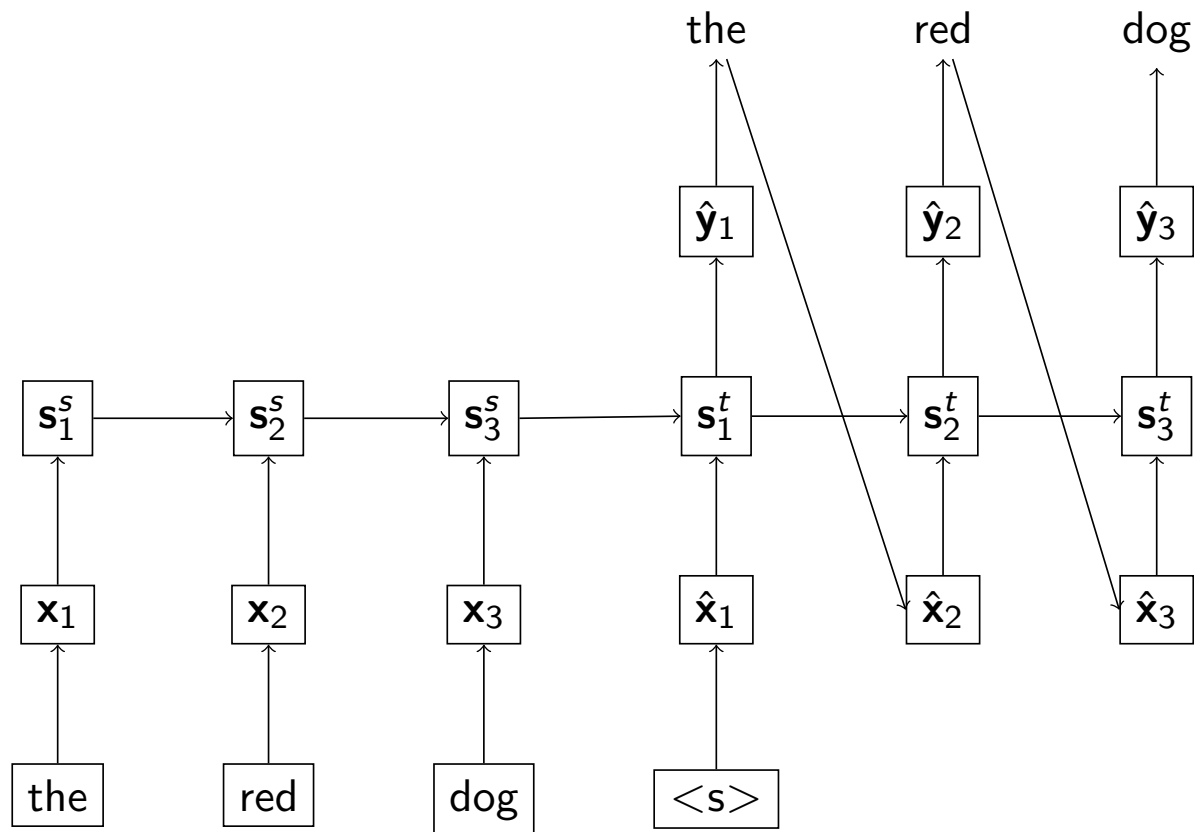 the red dog
ŷ₁ ŷ₂ ŷ₃
s₁ˢ s₂ˢ s₃ˢ s₁ᵗ s₂ᵗ s₃ᵗ
x₁ x₂ x₃ x̂₁ x̂₂ x̂₃
the red dog <s>